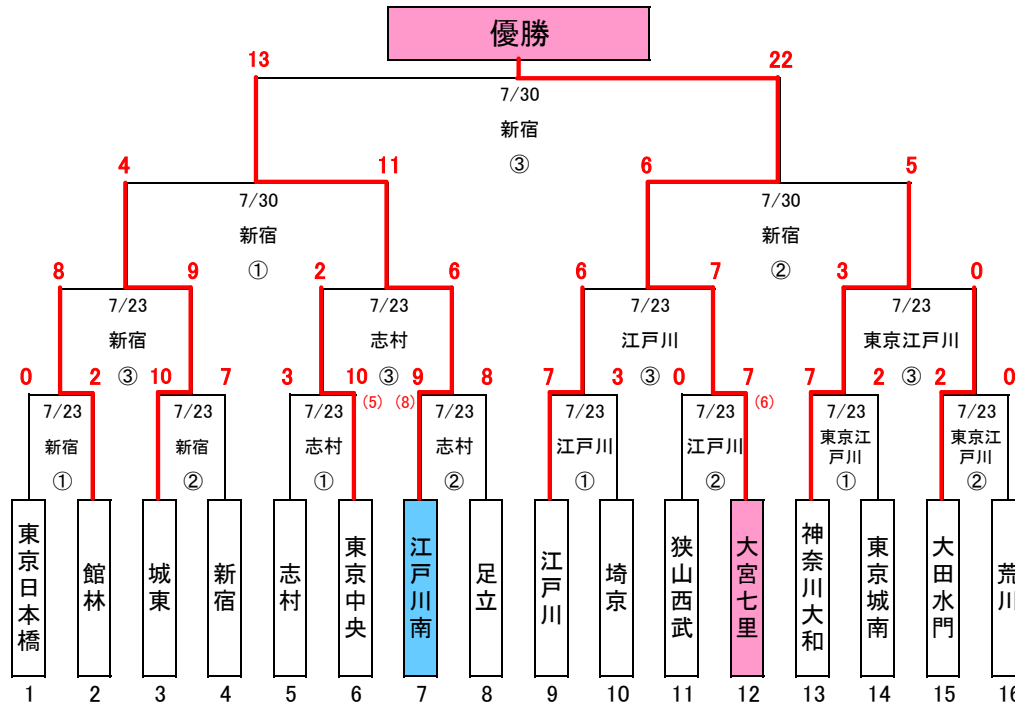 優勝
13 22
7/30
新宿
③
4 11 6 5
7/30 7/30
新宿 新宿
① ②
8 9 2 6 6 7 3 0
7/23 7/23 7/23 7/23
新宿 志村 江戸川 東京江戸川
③ ③ ③ ③
0 2 10 7 3 10 (5) (8) 9 8 7 3 0 7 (6) 7 2 2 0
7/23 7/23 7/23 7/23 7/23 7/23 7/23 7/23
新宿 新宿 志村 志村 江戸川 江戸川 東京江 東京江
戸川 戸川
① ② ① ② ① ② ① ②
東京日本橋 館林 城東 新宿 志村 東京中央 江戸川南 足立 江戸川 埼京 狭山西武 大宮七里 神奈川大和 東京城南 大田水門 荒川
1 2 3 4 5 6 7 8 9 10 11 12 13 14 15 16